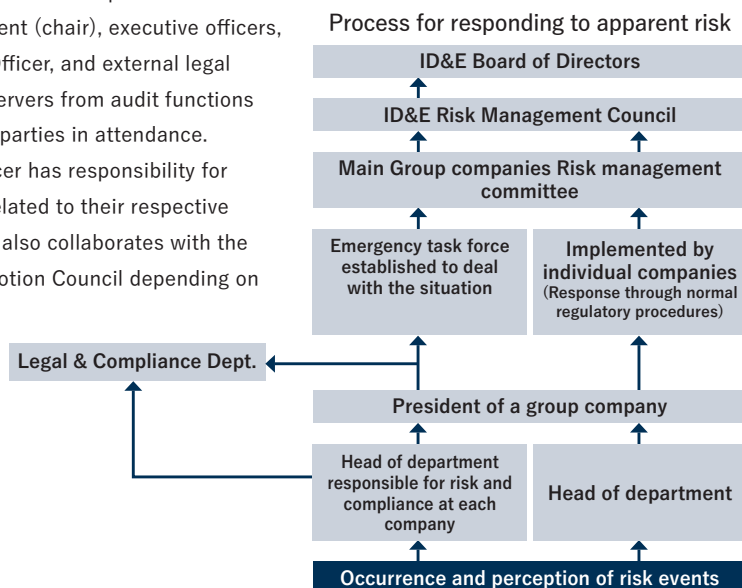 ent (chair), executive officers,
fficer, and external legal
ervers from audit functions
parties in attendance.
cer has responsibility for
elated to their respective
also collaborates with the
otion Council depending on
Process for responding to apparent risk
ID&E Board of Directors
ID&E Risk Management Council
Main Group companies Risk management
committee
Emergency task force
established to deal
with the situation
Implemented by
individual companies
(Response through normal
regulatory procedures)
Legal & Compliance Dept.
President of a group company
Head of department
responsible for risk and
compliance at each
company
Head of department
Occurrence and perception of risk events